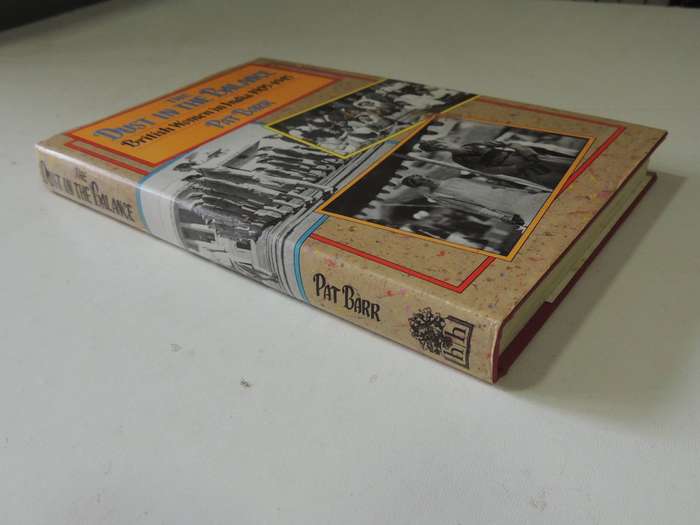 THE
DUST IN THE BALANCE
British Women in India 1905-1945
PAT BARR
THE
DUST IN THE BALANCE
PAT BARR
h h